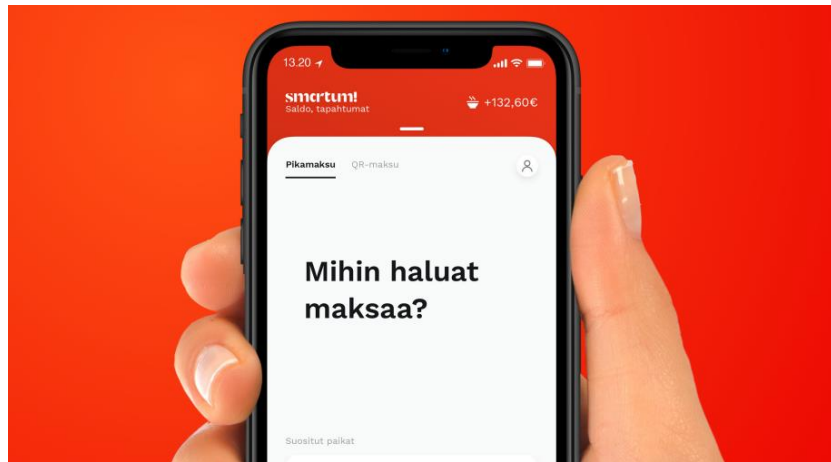 13.20
smartum!
Saldo, tapahtumat
+132,60€
Pikamaksu QR-maksu
Mihin haluat
maksaa?
Suositut paikat